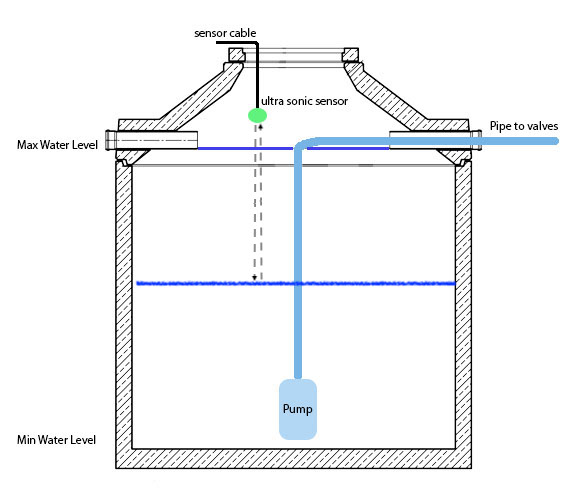 sensor cable
ultra sonic sensor
Pipe to valves
Max Water Level
Pump
Min Water Level